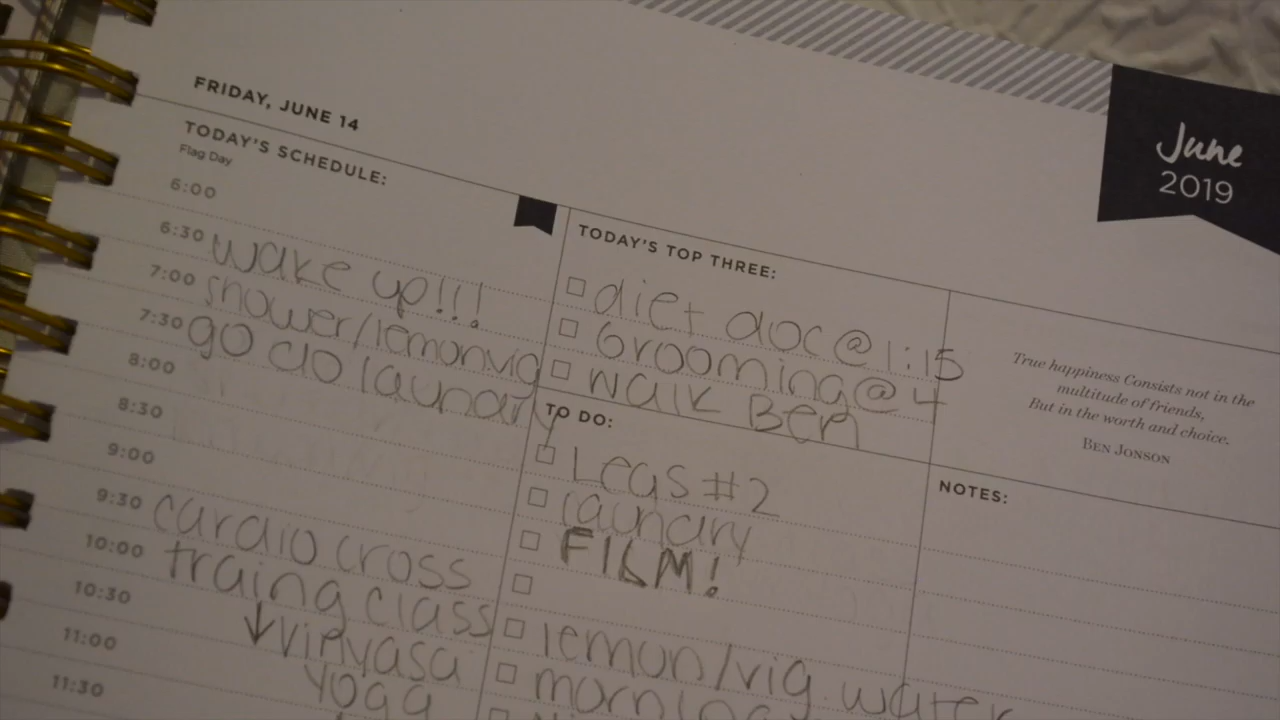 FRIDAY, JUNE 14
June
2019
TODAY'S SCHEDULE:
Flag Day
6:00
6:30 wake up!!!
7:00 shower/lemonvig
7:30 go do laundary
8:00
8:30
9:00
9:30 cardio cross
10:00 traing class
10:30 ↓vinyasa
11:00 yoga
11:30
TODAY'S TOP THREE:
diet doc@1:15
Grooming@4
walk Ben
TO DO:
Legs #2
laundary
FILM!
lemon/vig water
True happiness Consists not in the
multitude of friends,
But in the worth and choice.
BEN JONSON
NOTES: